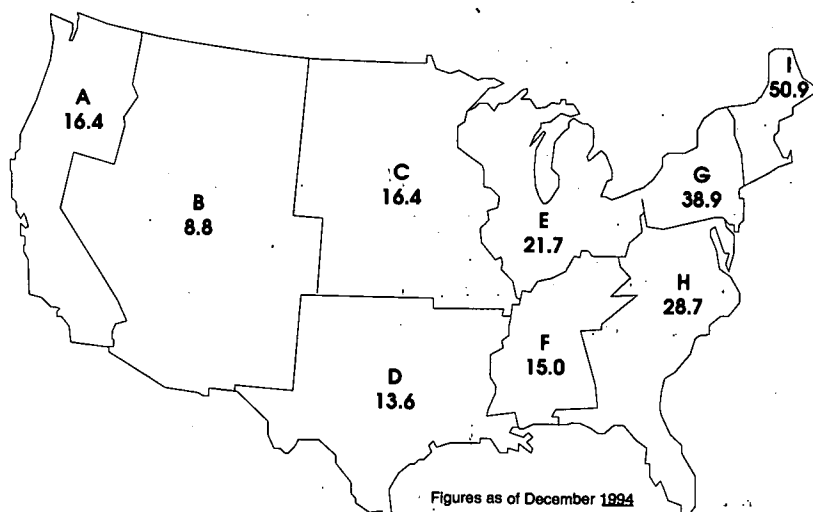 I
50.9
A
16.4
C
16.4
G
38.9
B
8.8
E
21.7
H
28.7
F
15.0
D
13.6
Figures as of December 1994